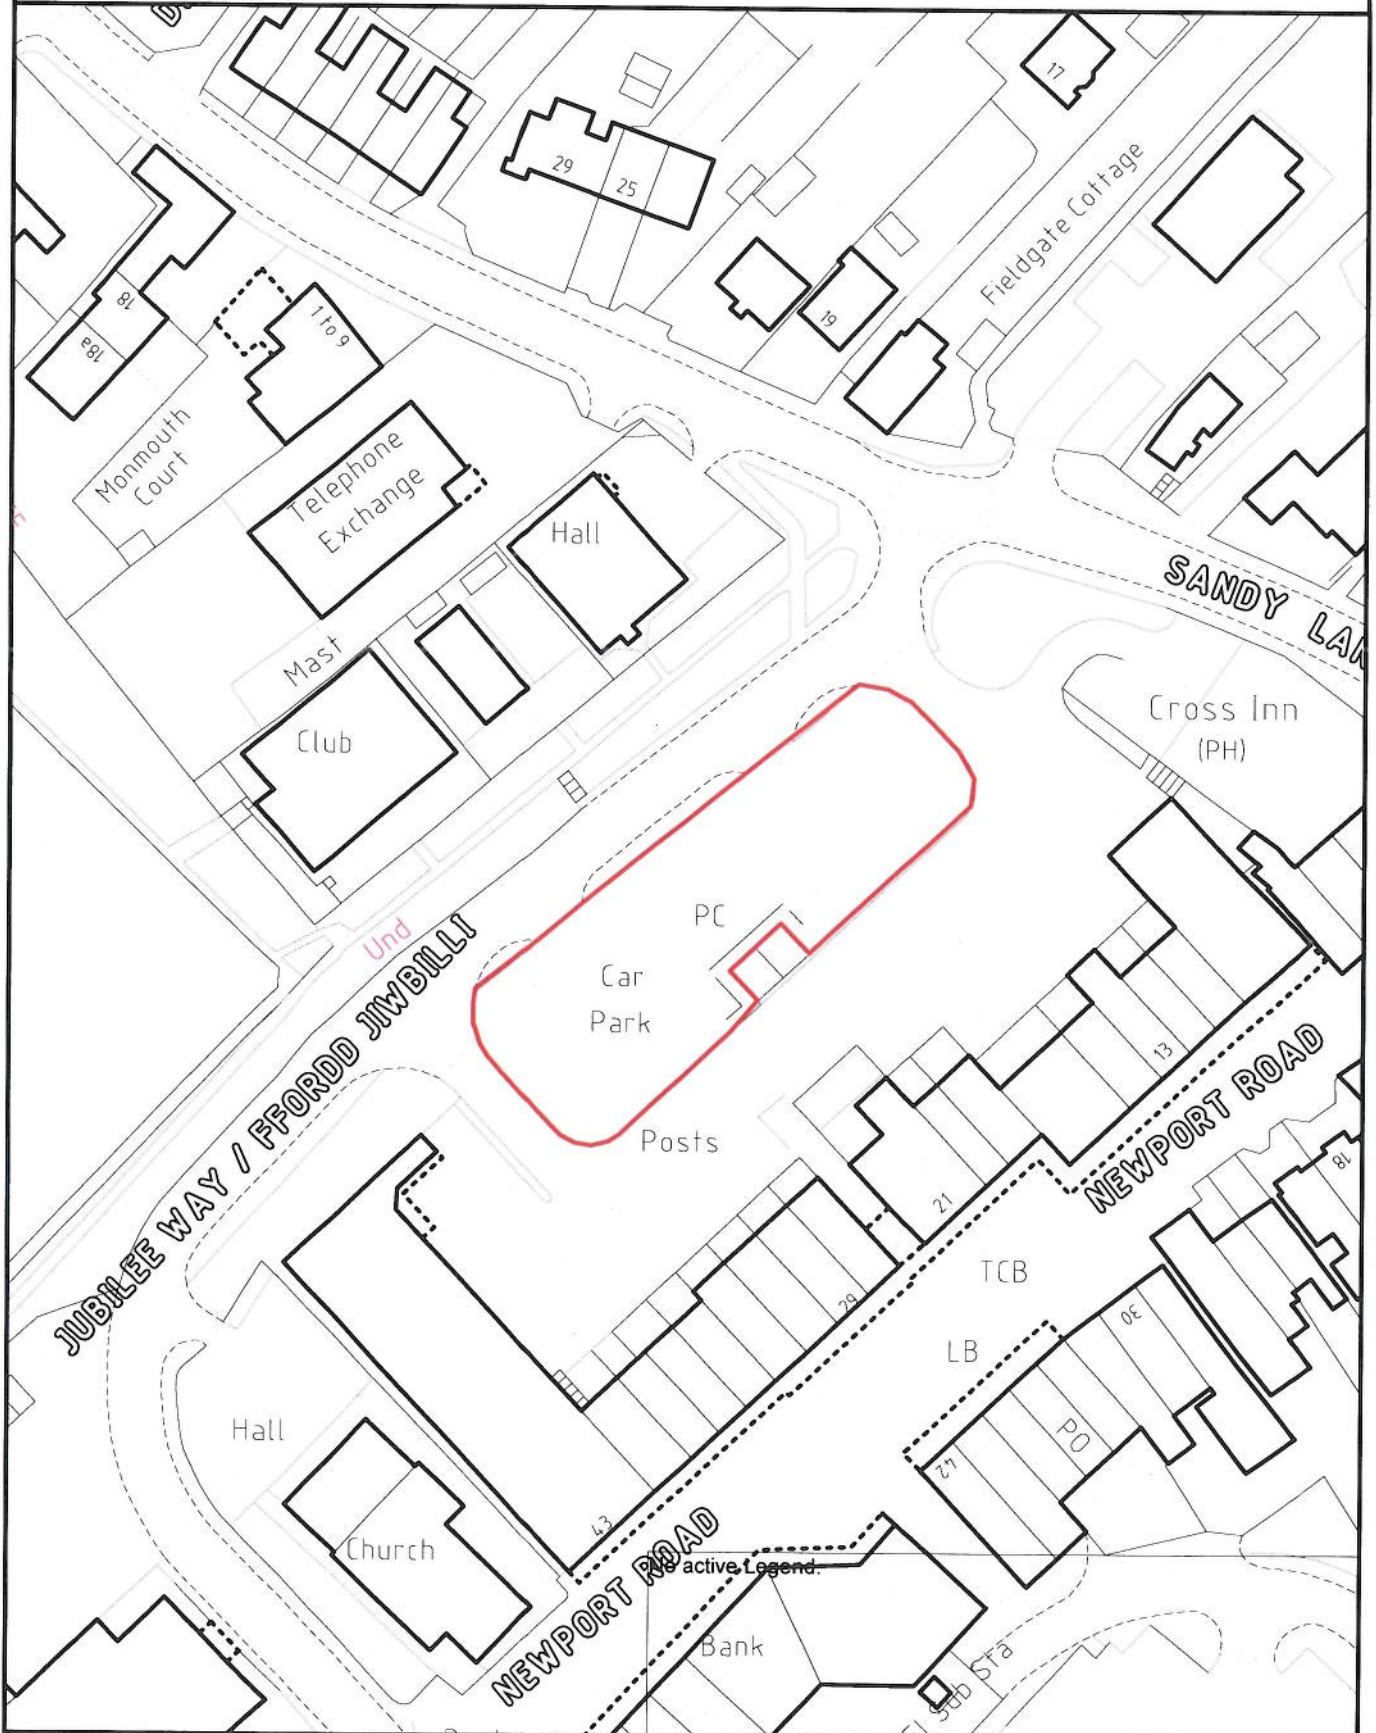 17
29
25
Fieldgate Cottage
19
18
18a
1 to 9
Monmouth
Court
Telephone
Exchange
Hall
SANDY LAN
Mast
Club
Cross Inn
(PH)
PC
Und
Car
Park
JUBILEE WAY / FFORDD JIWBILLI
Posts
13
NEWPORT ROAD
21
18
TCB
29
30
LB
Hall
PO
42
43
Church
NEWPORT ROAD
No active Legend.
Bank
Sub Sta